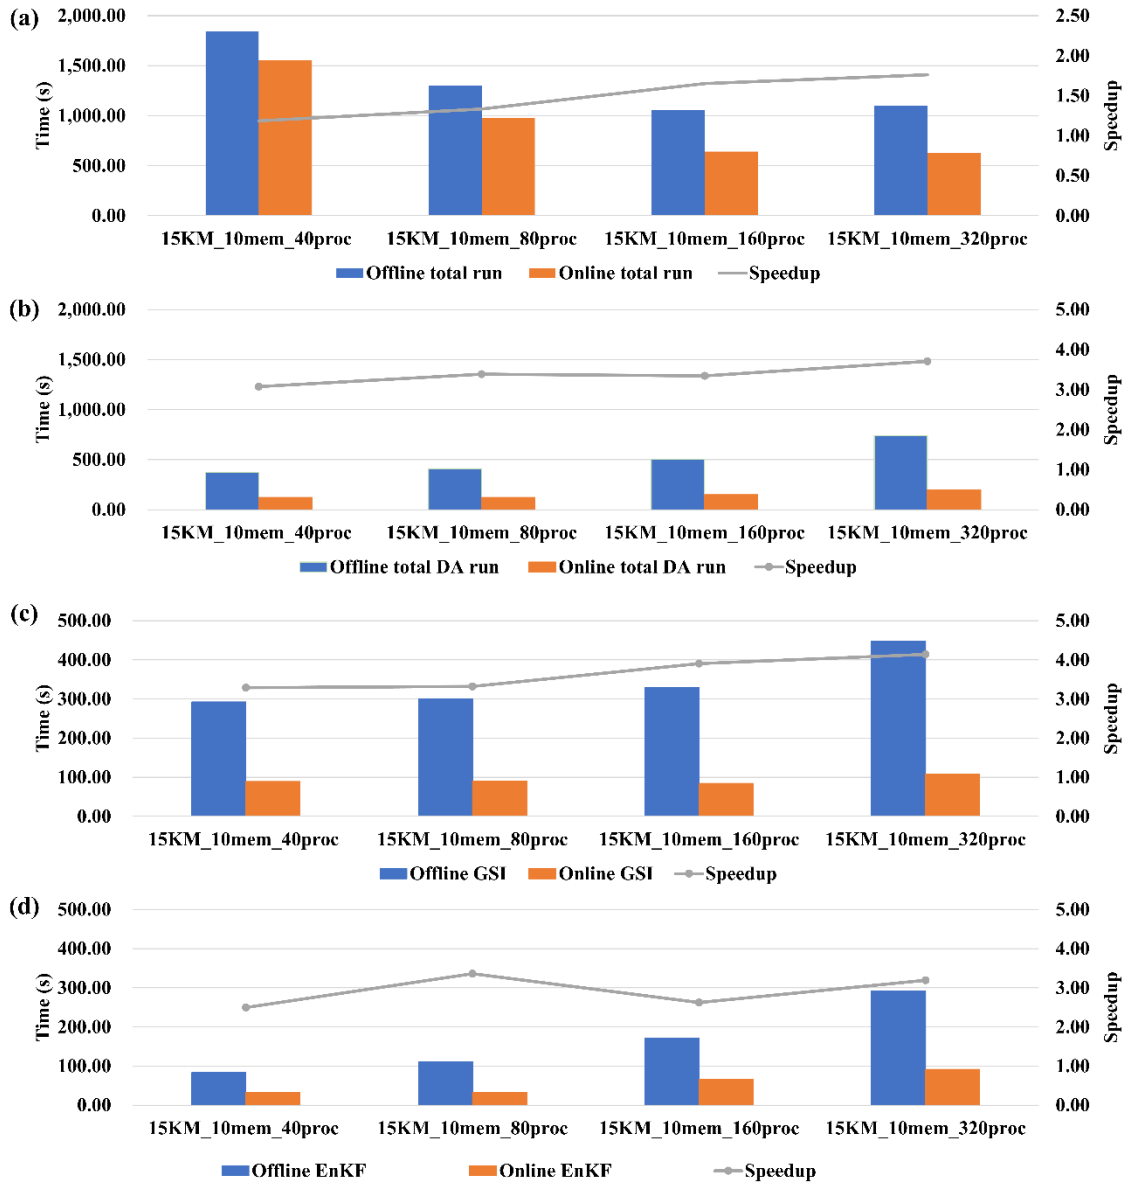 (a)
2,000.00
1,500.00
1,000.00
500.00
0.00
Time (s)
2.50
2.00
1.50
1.00
0.50
0.00
Speedup
15KM_10mem_40proc 15KM_10mem_80proc 15KM_10mem_160proc 15KM_10mem_320proc
Offline total run Online total run Speedup
(b)
2,000.00
1,500.00
1,000.00
500.00
0.00
Time (s)
5.00
4.00
3.00
2.00
1.00
0.00
Speedup
15KM_10mem_40proc 15KM_10mem_80proc 15KM_10mem_160proc 15KM_10mem_320proc
Offline total DA run Online total DA run Speedup
(c)
500.00
400.00
300.00
200.00
100.00
0.00
Time (s)
5.00
4.00
3.00
2.00
1.00
0.00
Speedup
15KM_10mem_40proc 15KM_10mem_80proc 15KM_10mem_160proc 15KM_10mem_320proc
Offline GSI Online GSI Speedup
(d)
500.00
400.00
300.00
200.00
100.00
0.00
Time (s)
5.00
4.00
3.00
2.00
1.00
0.00
Speedup
15KM_10mem_40proc 15KM_10mem_80proc 15KM_10mem_160proc 15KM_10mem_320proc
Offline EnKF Online EnKF Speedup